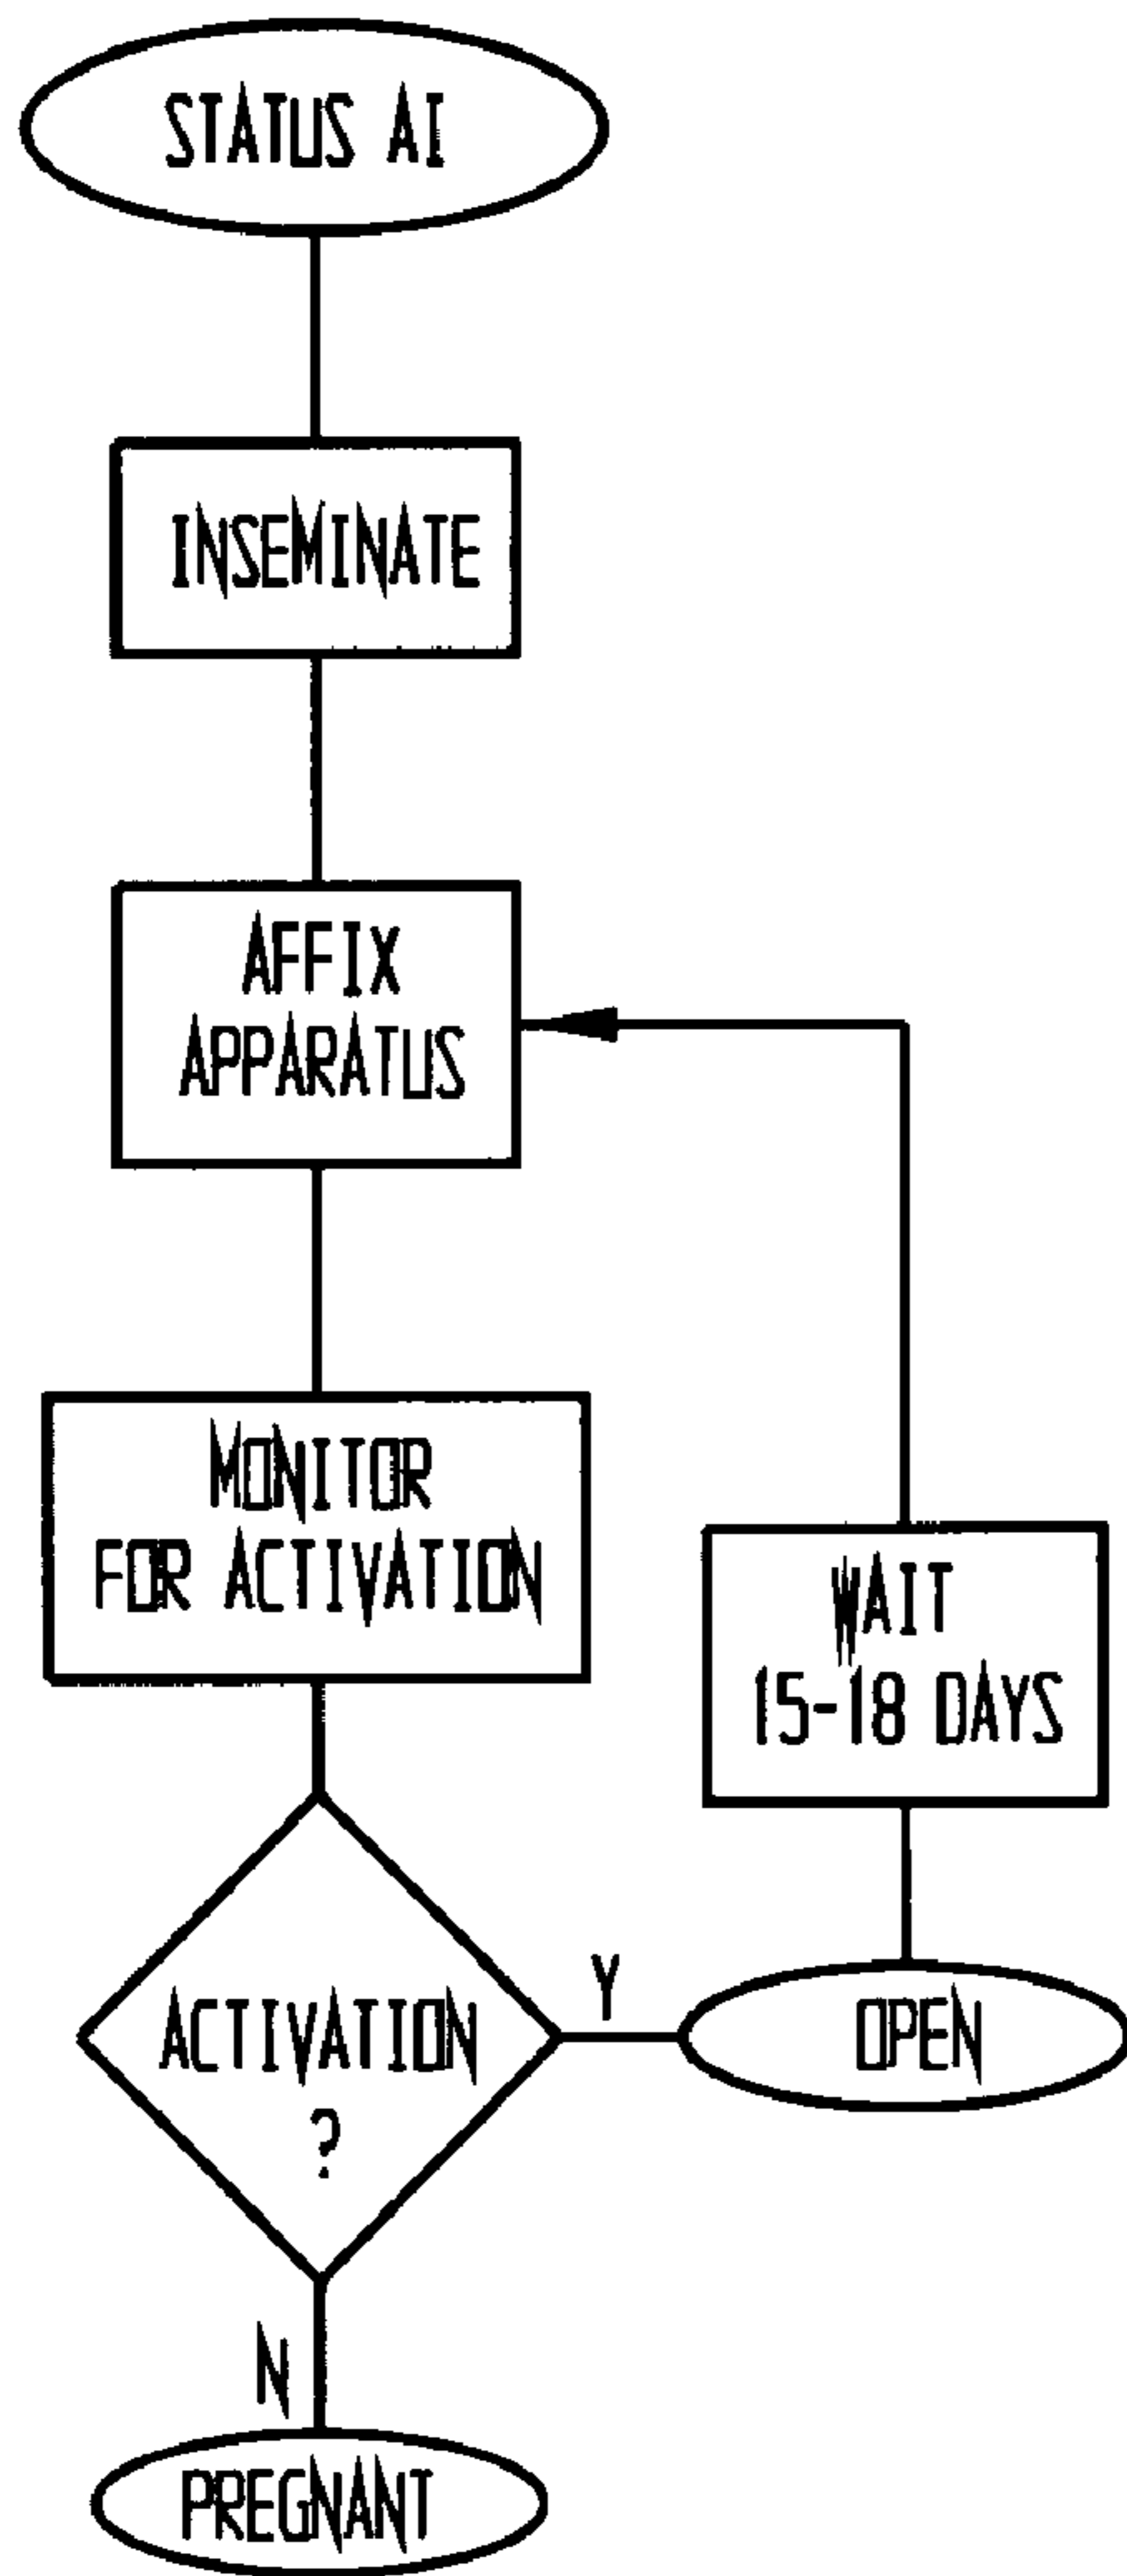 STATUS AI
INSEMINATE
AFFIX
APPARATUS
MONITOR
FOR ACTIVATION
WAIT
15-18 DAYS
ACTIVATION
?
Y
OPEN
N
PREGNANT